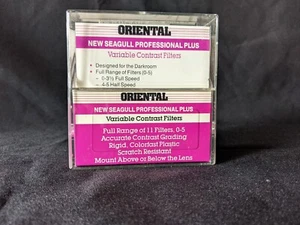 ORIENTAL
NEW SEAGULL PROFESSIONAL PLUS
Variable Contrast Filters
• Designed for the Darkroom
• Full Range of Filters (0-5)
– 0-3½ Full Speed
– 4-5 Half Speed
ORIENTAL
NEW SEAGULL PROFESSIONAL PLUS
Variable Contrast Filters
Full Range of 11 Filters, 0-5
Accurate Contrast Grading
Rigid, Colorfast Plastic
Scratch Resistant
Mount Above or Below the Lens